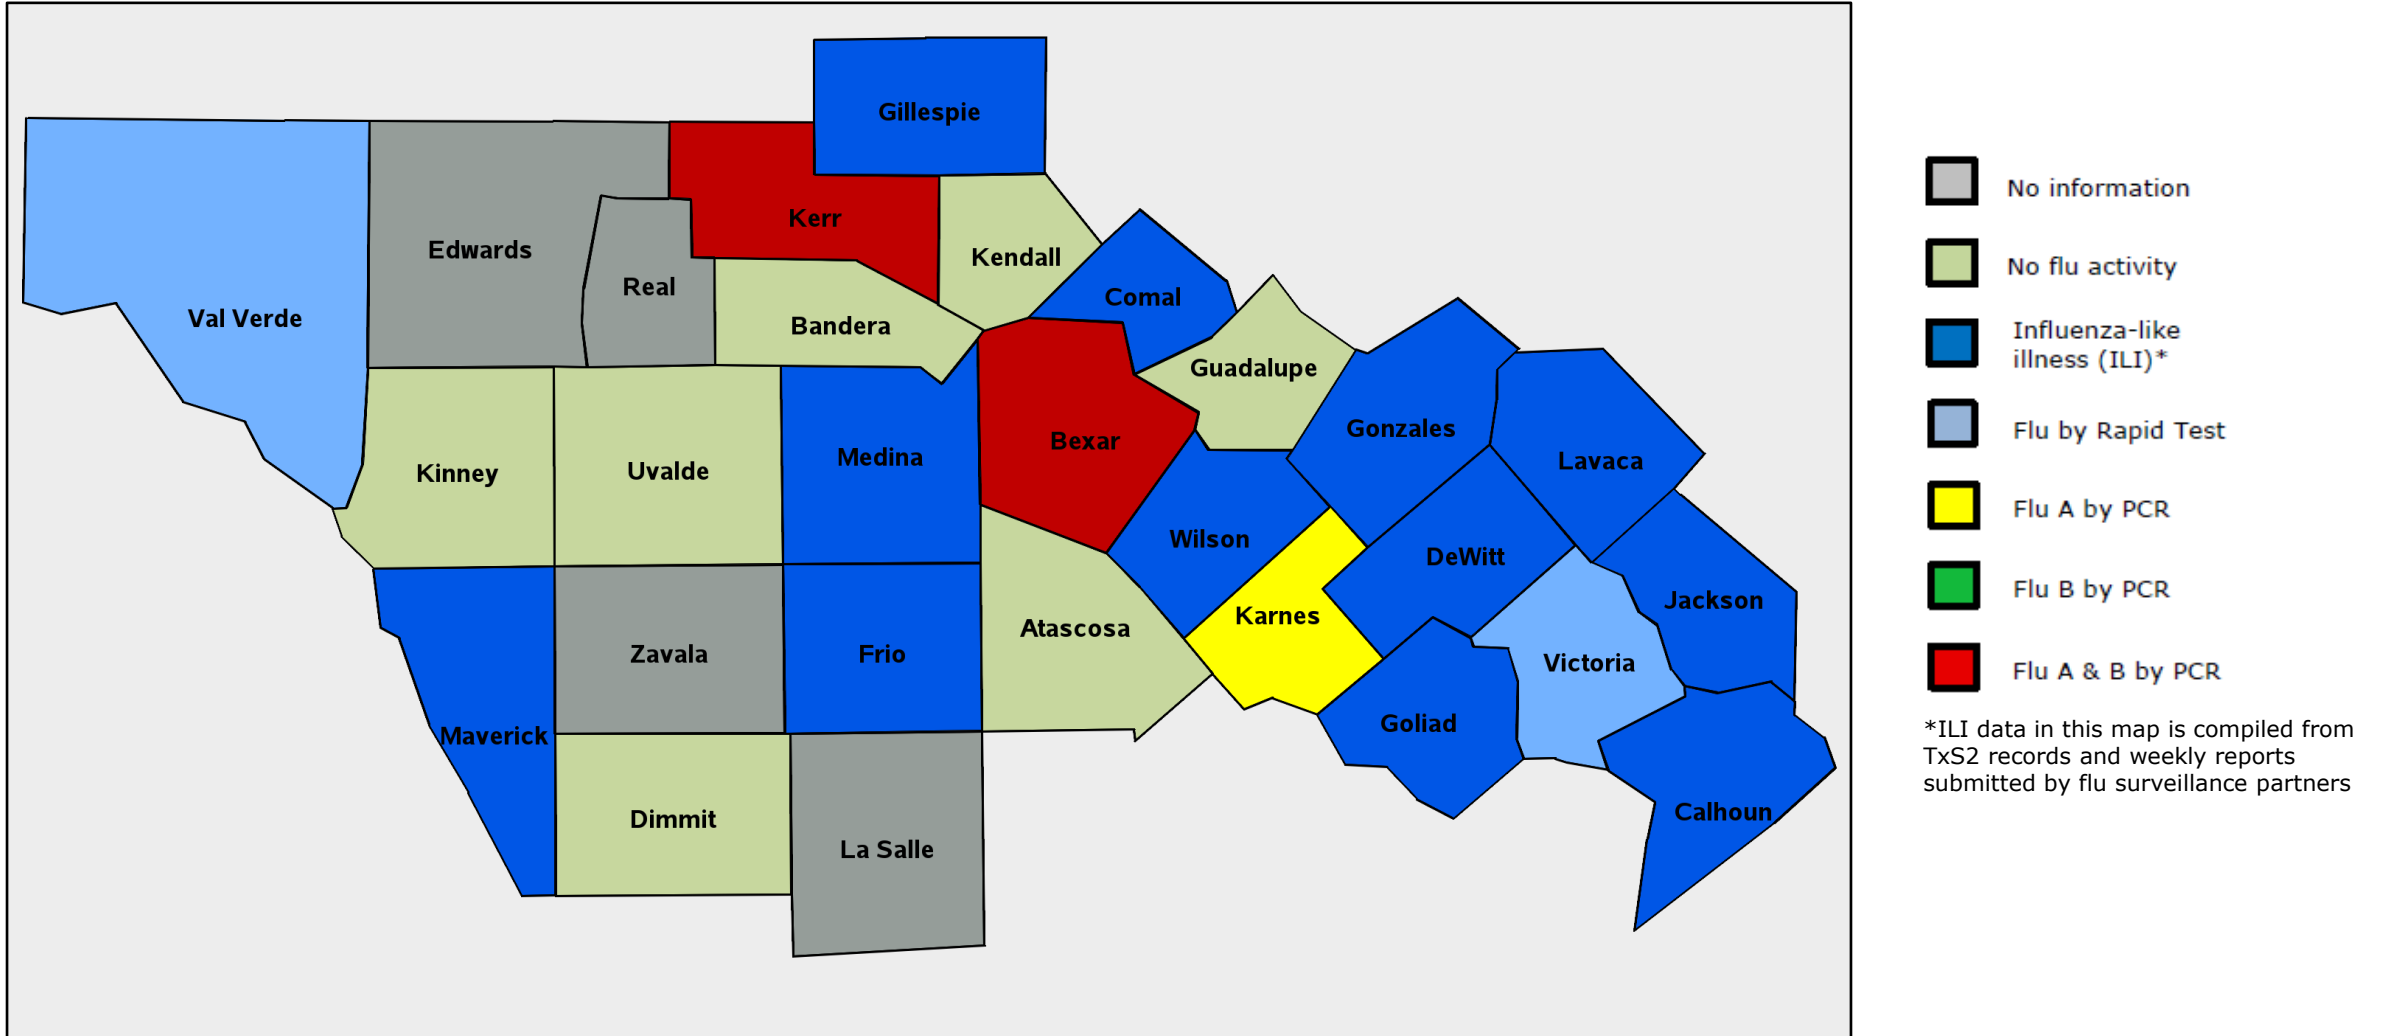 Gillespie
Kerr
Edwards
Real
Kendall
Val Verde
Bandera
Comal
Guadalupe
Kinney
Uvalde
Medina
Bexar
Gonzales
Lavaca
Wilson
DeWitt
Karnes
Jackson
Zavala
Frio
Atascosa
Victoria
Maverick
Goliad
Dimmit
La Salle
Calhoun
No information
No flu activity
Influenza-like
illness (ILI)*
Flu by Rapid Test
Flu A by PCR
Flu B by PCR
Flu A & B by PCR
*ILI data in this map is compiled from
TxS2 records and weekly reports
submitted by flu surveillance partners